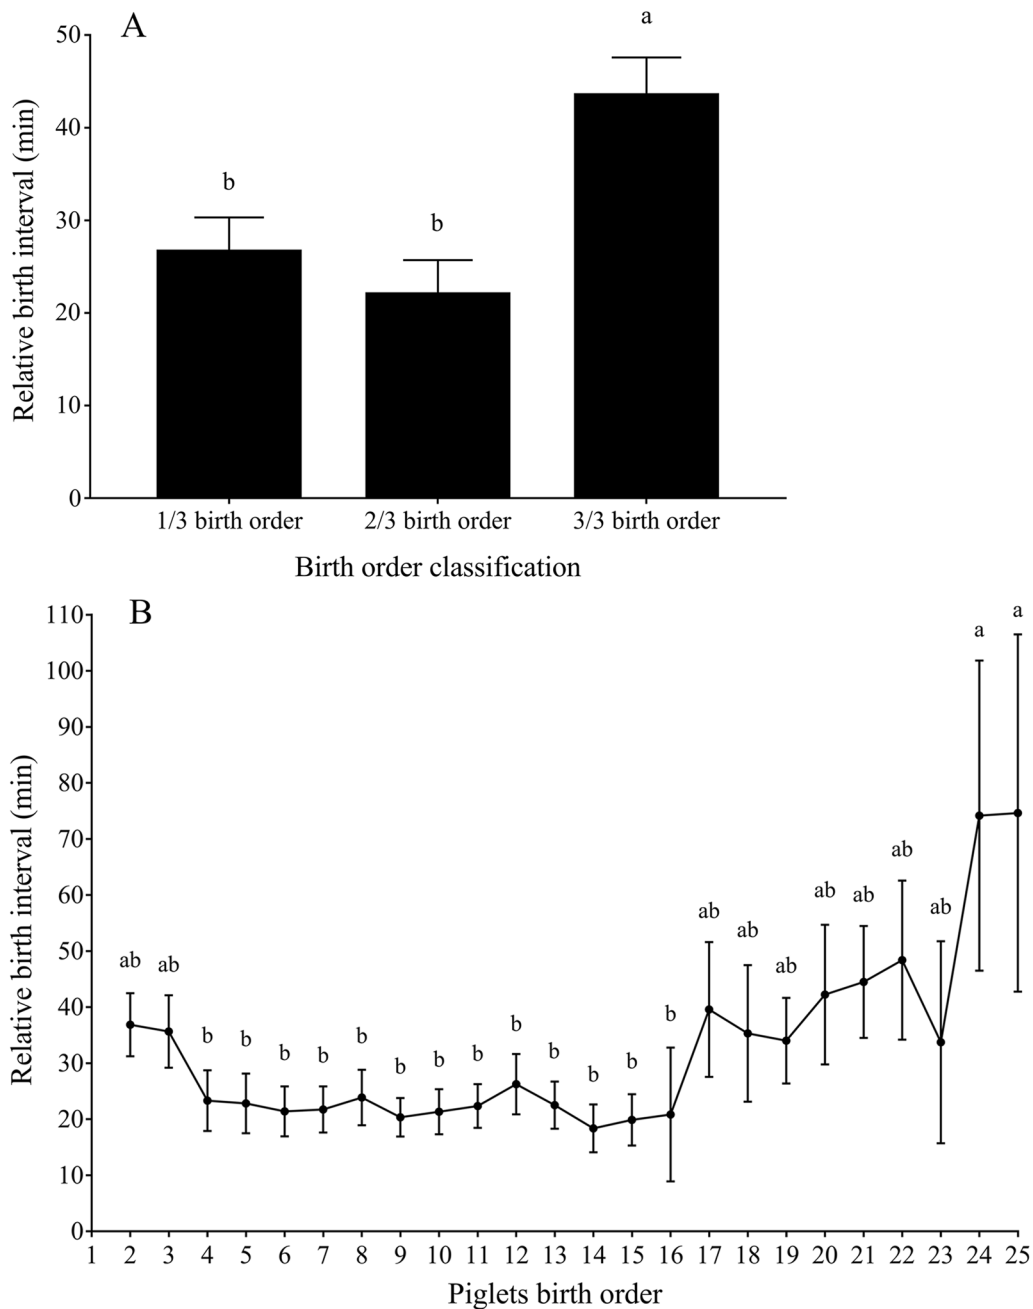 A
a
50
40
b
30
b
20
10
0
Relative birth interval (min)
1/3 birth order 2/3 birth order 3/3 birth order
Birth order classification
B
110
a
a
100
90
80
70
60
50
40
30
20
10
0
Relative birth interval (min)
ab ab b b b b b b b b b b b b b ab ab ab ab ab ab ab
1 2 3 4 5 6 7 8 9 10 11 12 13 14 15 16 17 18 19 20 21 22 23 24 25
Piglets birth order